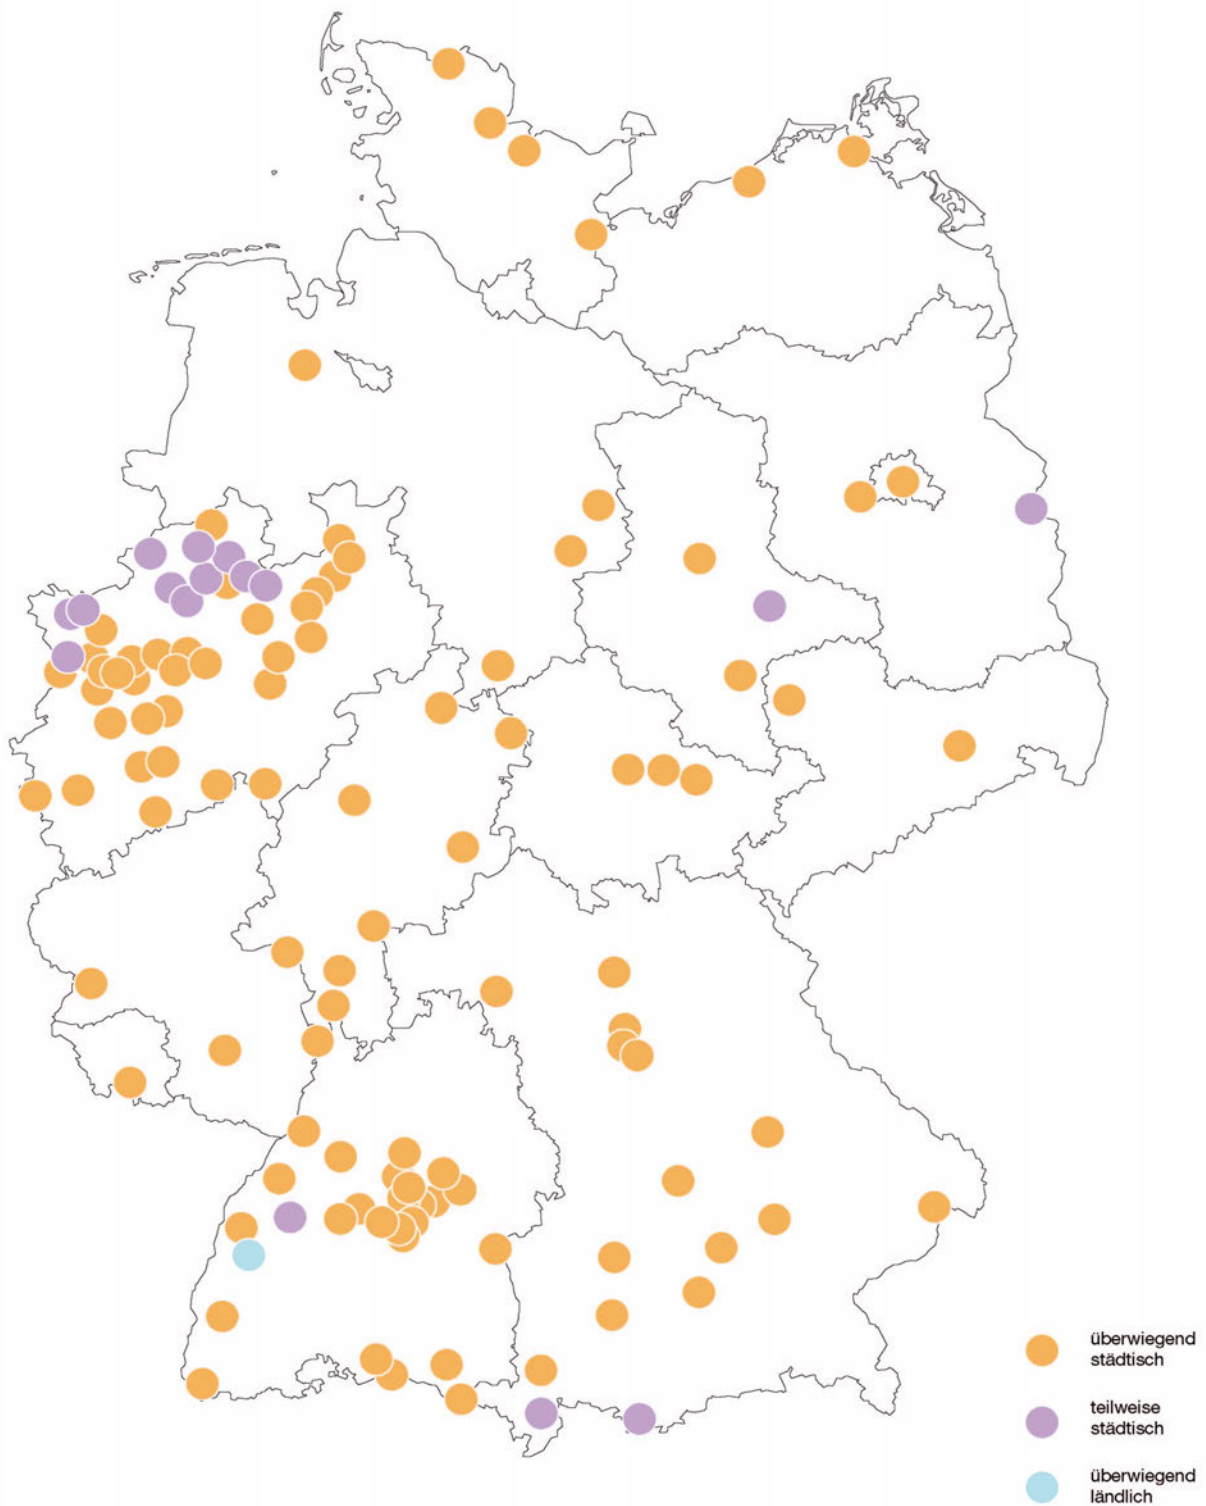 überwiegend
städtisch
teilweise
städtisch
überwiegend
ländlich